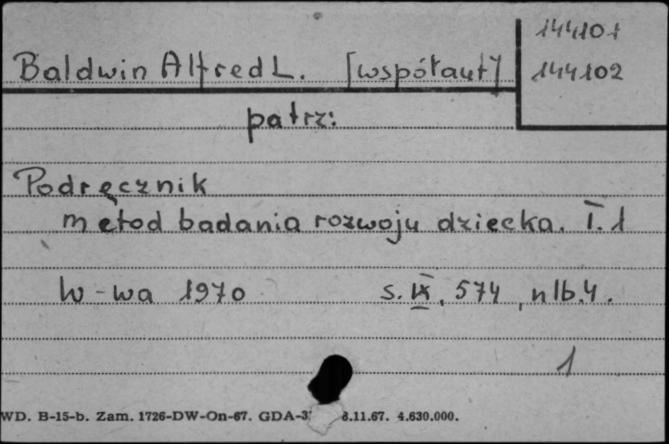 144101
Baldwin Alfred L. [współaut]
144102
patrz:
Podręcznik
metod badania rozwoju dziecka. T. 1
W-wa 1970 s. IX, 574, nlb. 4.
1
WD. B-15-b. Zam. 1726-DW-On-67. GDA-3 8.11.67. 4.630.000.